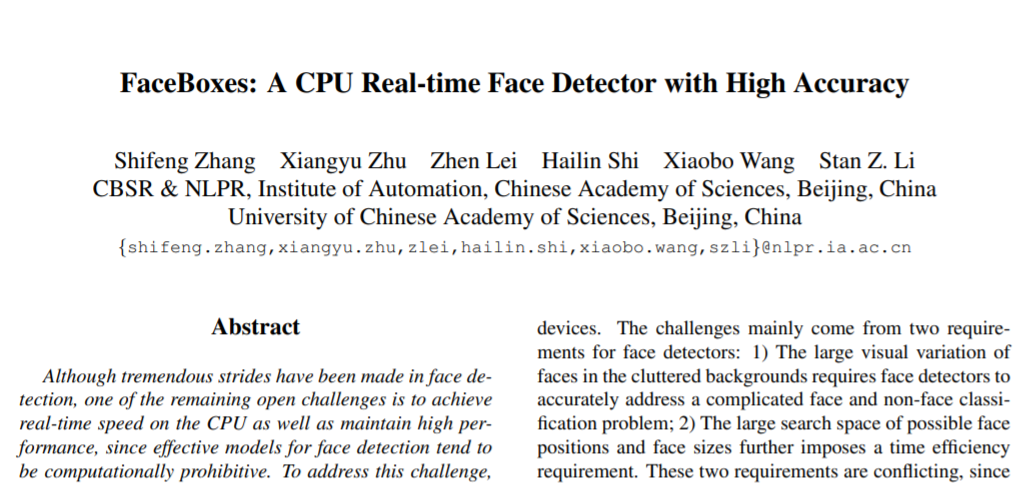 FaceBoxes: A CPU Real-time Face Detector with High Accuracy
Shifeng Zhang Xiangyu Zhu Zhen Lei Hailin Shi Xiaobo Wang Stan Z. Li
CBSR & NLPR, Institute of Automation, Chinese Academy of Sciences, Beijing, China
University of Chinese Academy of Sciences, Beijing, China
{shifeng.zhang,xiangyu.zhu,zlei,hailin.shi,xiaobo.wang,szli}@nlpr.ia.ac.cn
Abstract
Although tremendous strides have been made in face de-
tection, one of the remaining open challenges is to achieve
real-time speed on the CPU as well as maintain high per-
formance, since effective models for face detection tend to
be computationally prohibitive. To address this challenge,
devices. The challenges mainly come from two require-
ments for face detectors: 1) The large visual variation of
faces in the cluttered backgrounds requires face detectors to
accurately address a complicated face and non-face classi-
fication problem; 2) The large search space of possible face
positions and face sizes further imposes a time efficiency
requirement. These two requirements are conflicting, since